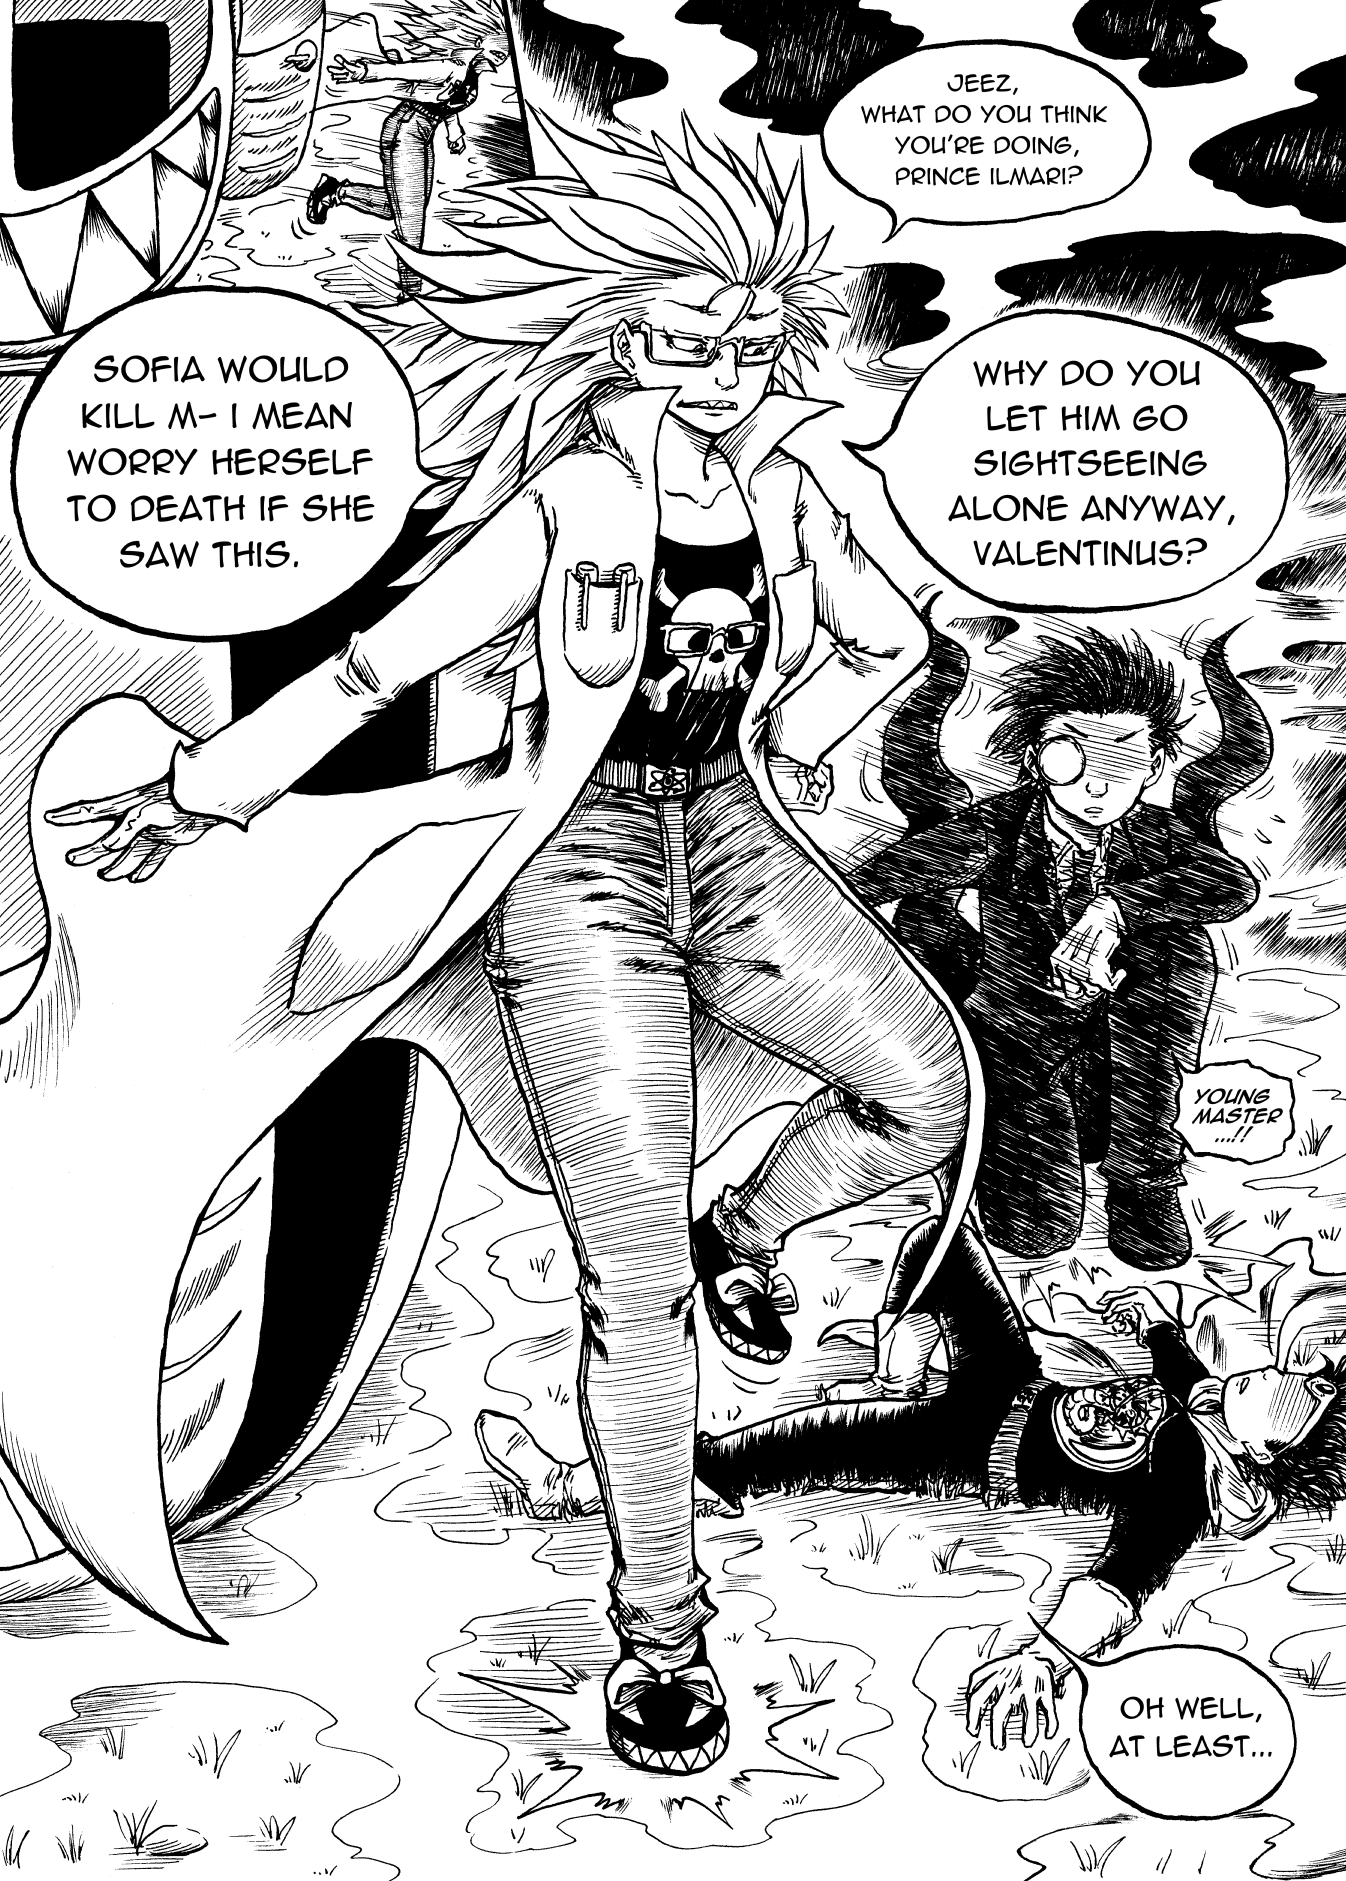 JEEZ,
WHAT DO YOU THINK
YOU'RE DOING,
PRINCE ILMARI?
WHY DO YOU
LET HIM GO
SIGHTSEEING
ALONE ANYWAY,
VALENTINUS?
SOFIA WOULD
KILL M– I MEAN
WORRY HERSELF
TO DEATH IF SHE
SAW THIS.
YOUNG
MASTER
...!!
OH WELL,
AT LEAST...